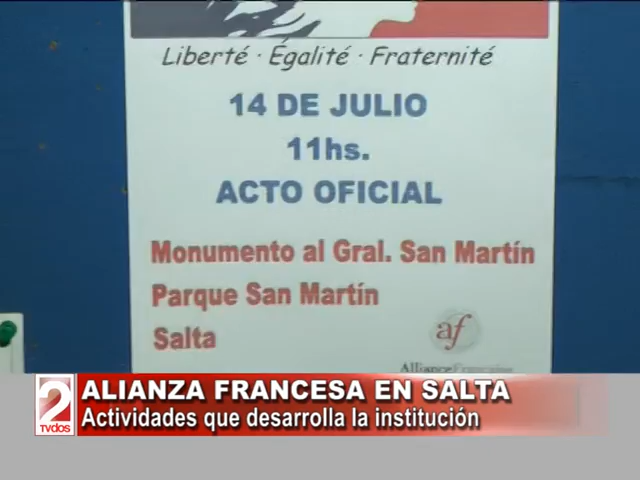 Liberté · Égalité · Fraternité
14 DE JULIO
11hs.
ACTO OFICIAL
Monumento al Gral. San Martín
Parque San Martín
Salta
af
AllianceFrançaise
2
TVDOS
ALIANZA FRANCESA EN SALTA
Actividades que desarrolla la institución